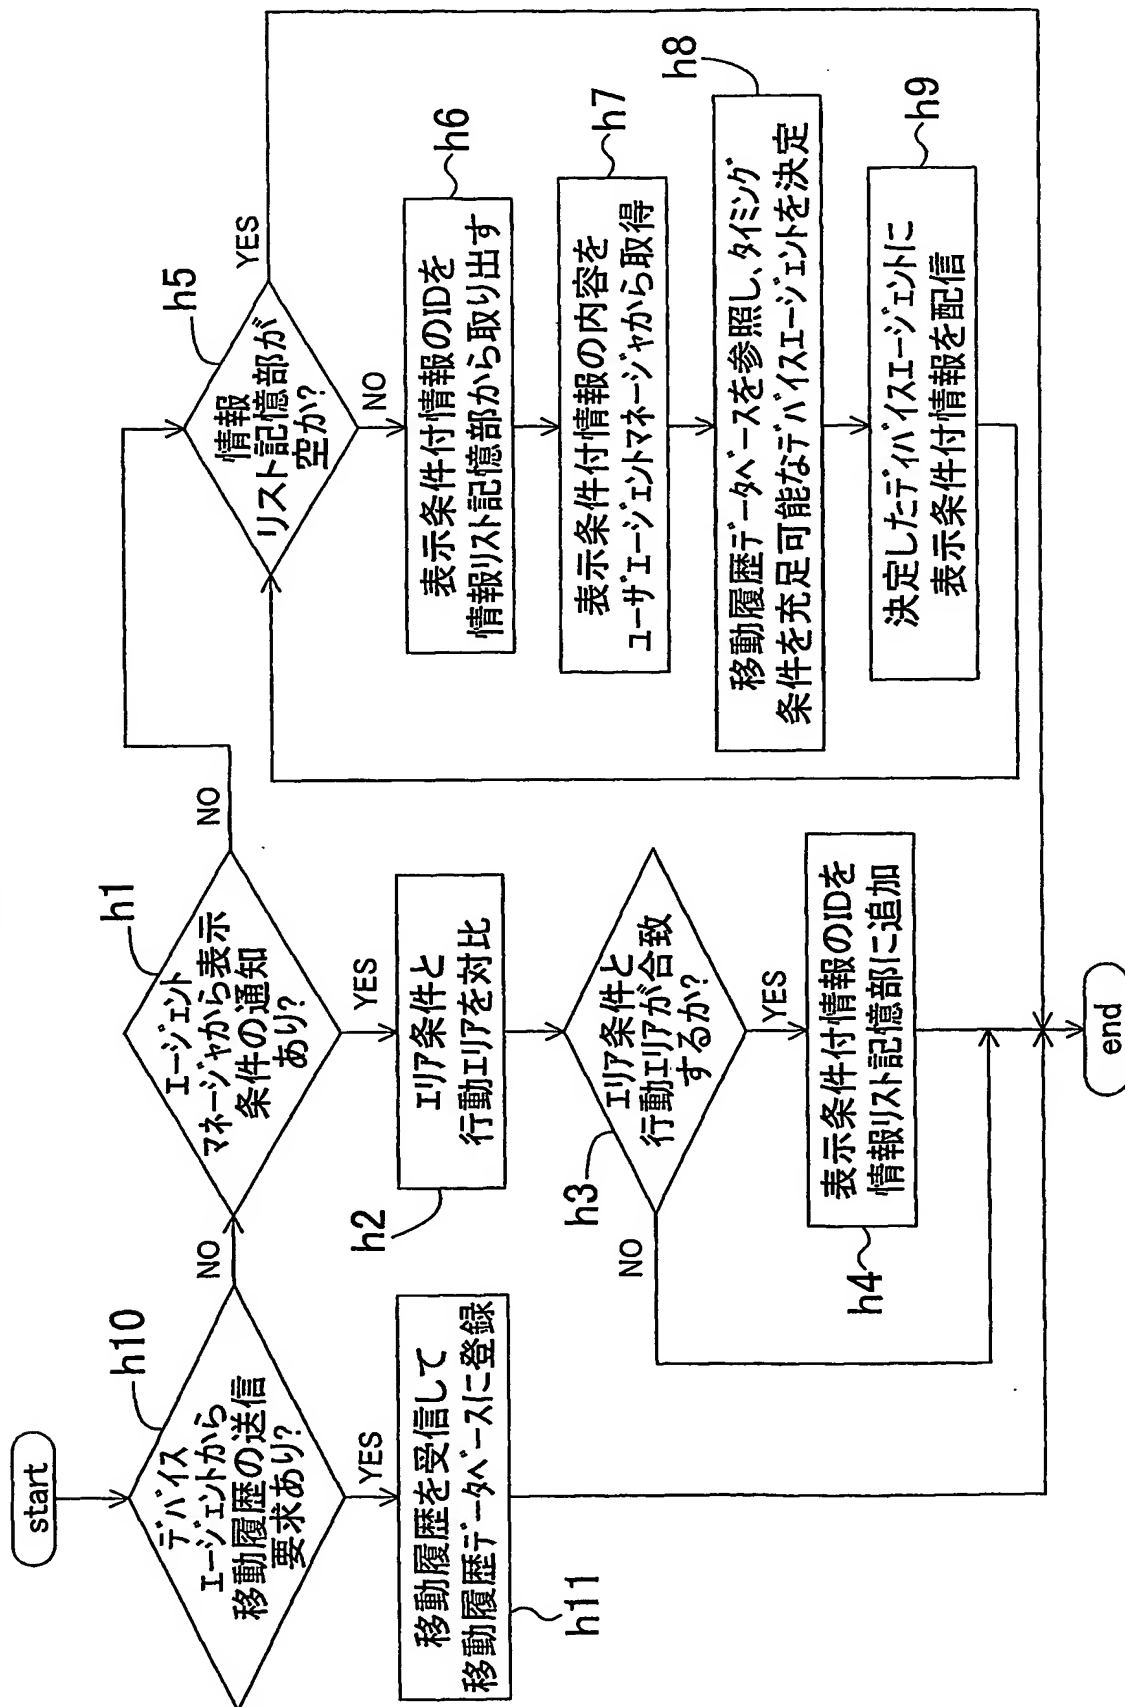 start
h10
デバイス
エージェントから
移動履歴の送信
要求あり?
NO
YES
移動履歴を受信して
移動履歴データベースに登録
h11
h1
エージェント
マネージャから表示
条件の通知
あり?
NO
YES
エリア条件と
行動エリアを対比
h2
h3
エリア条件と
行動エリアが合致
するか?
NO
YES
表示条件付情報のIDを
情報リスト記憶部に追加
h4
h5
情報
リスト記憶部が
空か?
YES
NO
表示条件付情報のIDを
情報リスト記憶部から取り出す
h6
表示条件付情報の内容を
ユーザエージェントマネージャから取得
h7
移動履歴データベースを参照し、タイミング
条件を充足可能なデバイスエージェントを決定
h8
決定したディバイスエージェントに
表示条件付情報を配信
h9
end